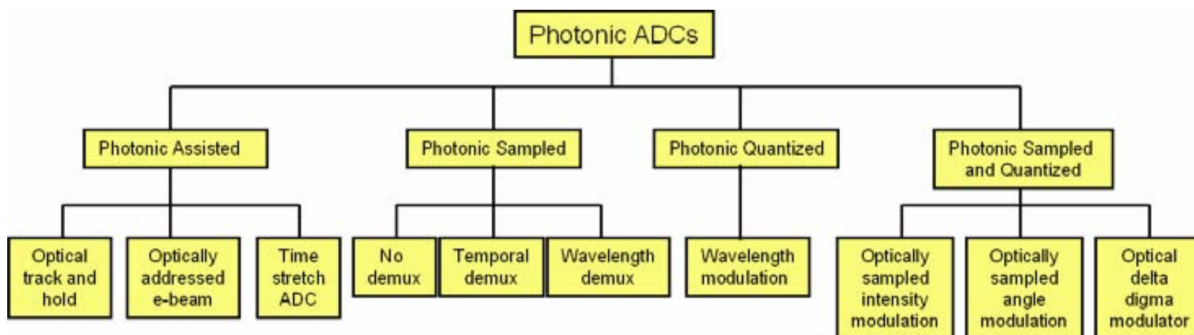 Photonic ADCs
Photonic Assisted
Photonic Sampled
Photonic Quantized
Photonic Sampled
and Quantized
Optical
track and
hold
Optically
addressed
e-beam
Time
stretch
ADC
No
demux
Temporal
demux
Wavelength
demux
Wavelength
modulation
Optically
sampled
intensity
modulation
Optically
sampled
angle
modulation
Optical
delta
digma
modulator